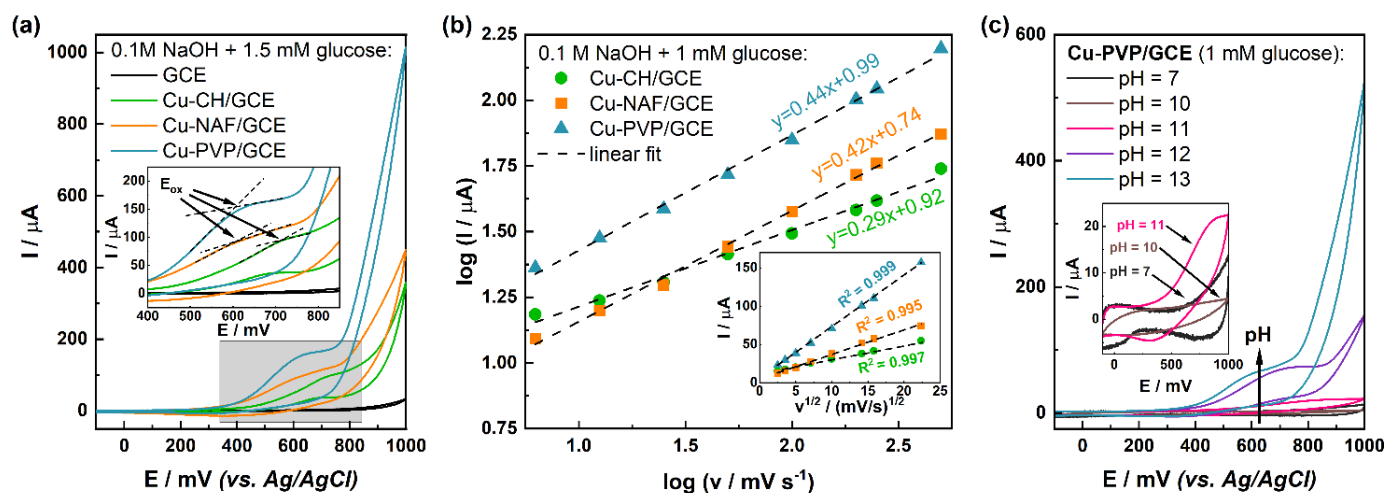 (a)
0.1M NaOH + 1.5 mM glucose:
GCE
Cu-CH/GCE
Cu-NAF/GCE
Cu-PVP/GCE
I / µA
1000
800
600
400
200
0
0 200 400 600 800 1000
E / mV (vs. Ag/AgCl)
E_ox
I / µA
200
150
100
50
0
400 500 600 700 800
E / mV
(b)
0.1 M NaOH + 1 mM glucose:
Cu-CH/GCE
Cu-NAF/GCE
Cu-PVP/GCE
linear fit
y=0.44x+0.99
y=0.42x+0.74
y=0.29x+0.92
log (I / µA)
2.25
2.00
1.75
1.50
1.25
1.00
0.75
1.0 1.5 2.0 2.5
log (v / mV s⁻¹)
I / µA
150
100
50
0
0 5 10 15 20 25
v^1/2 / (mV/s)^1/2
R² = 0.999
R² = 0.995
R² = 0.997
(c)
Cu-PVP/GCE (1 mM glucose):
pH = 7
pH = 10
pH = 11
pH = 12
pH = 13
I / µA
600
400
200
0
0 200 400 600 800 1000
E / mV (vs. Ag/AgCl)
pH
I / µA
20
10
0
0 500 1000
E / mV
pH = 11
pH = 10
pH = 7